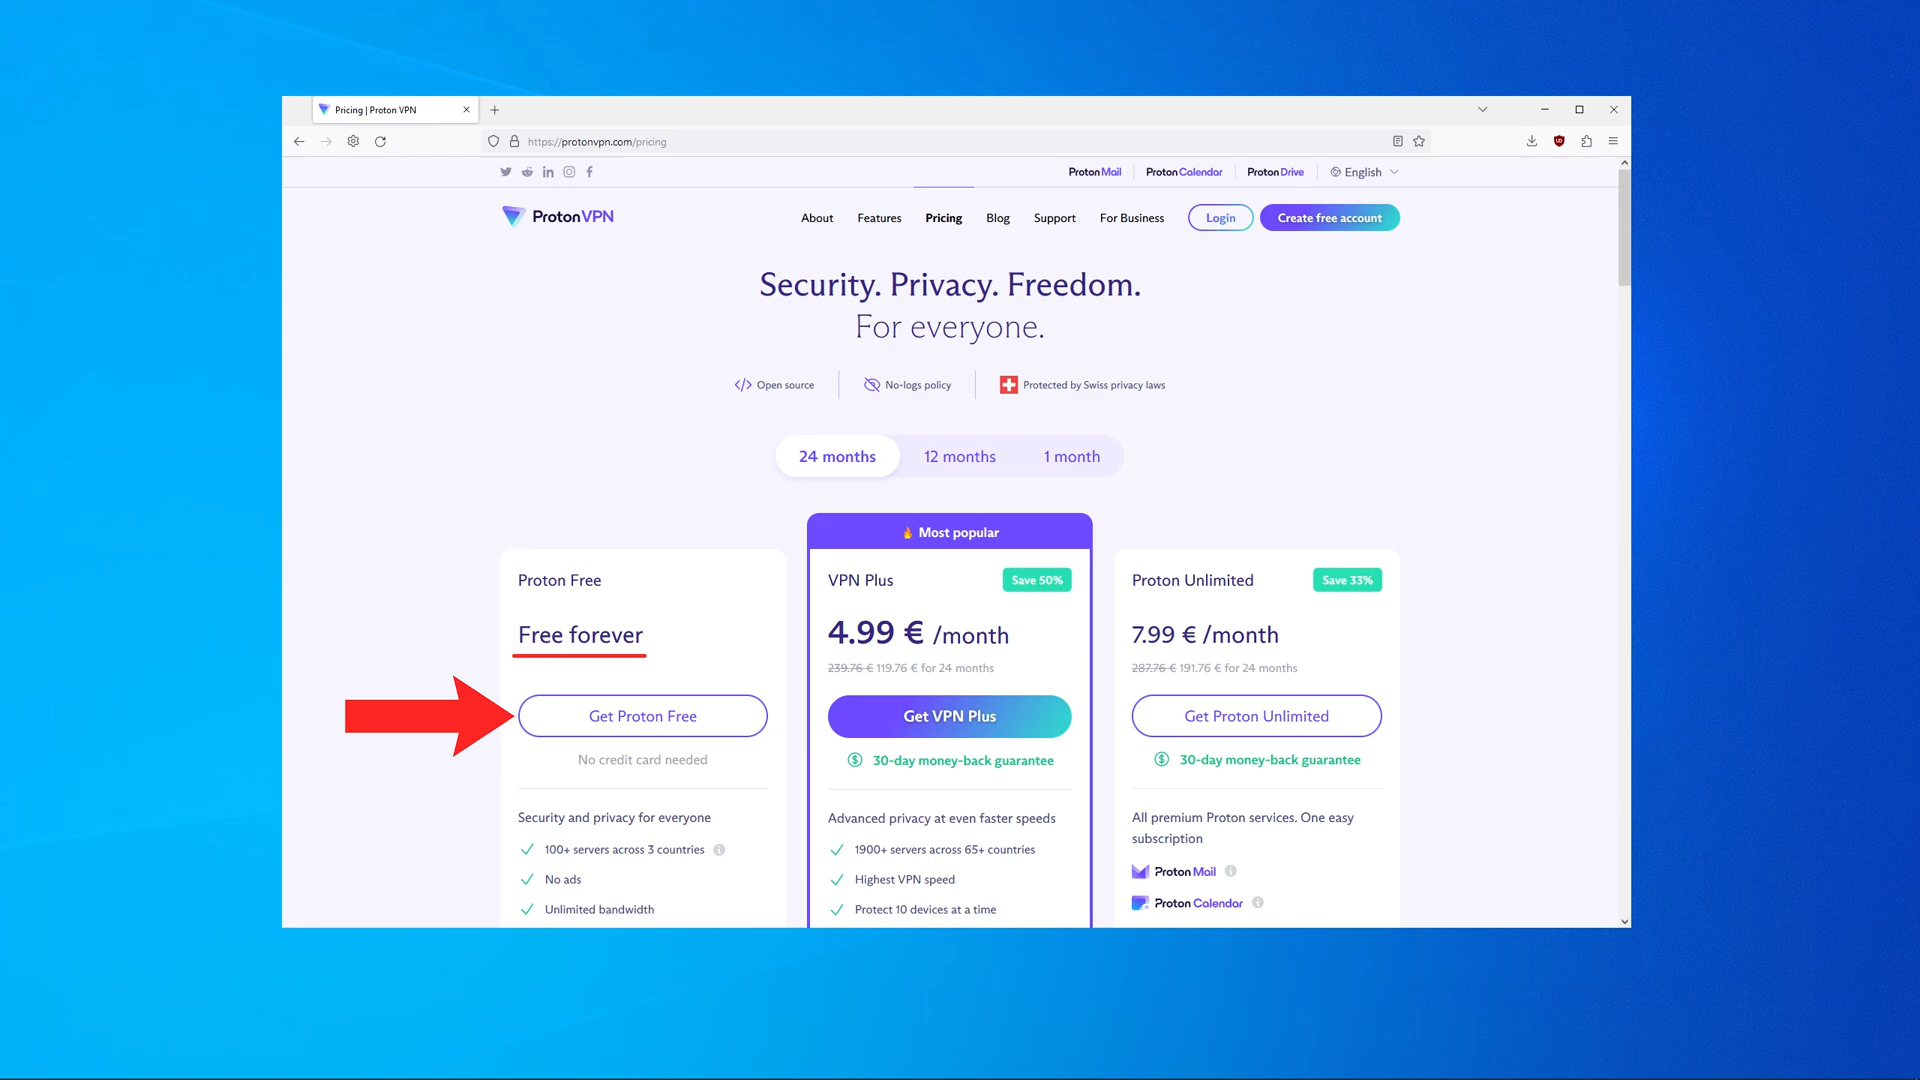 Pricing | Proton VPN
https://protonvpn.com/pricing
Proton Mail
Proton Calendar
Proton Drive
English
Proton VPN
About
Features
Pricing
Blog
Support
For Business
Login
Create free account
Security. Privacy. Freedom.
For everyone.
Open source
No-logs policy
Protected by Swiss privacy laws
24 months
12 months
1 month
Most popular
Proton Free
Free forever
Get Proton Free
No credit card needed
Security and privacy for everyone
100+ servers across 3 countries
No ads
Unlimited bandwidth
VPN Plus
Save 50%
4.99 € /month
239.76 € 119.76 € for 24 months
Get VPN Plus
30-day money-back guarantee
Advanced privacy at even faster speeds
1900+ servers across 65+ countries
Highest VPN speed
Protect 10 devices at a time
Proton Unlimited
Save 33%
7.99 € /month
287.76 € 191.76 € for 24 months
Get Proton Unlimited
30-day money-back guarantee
All premium Proton services. One easy
subscription
Proton Mail
Proton Calendar